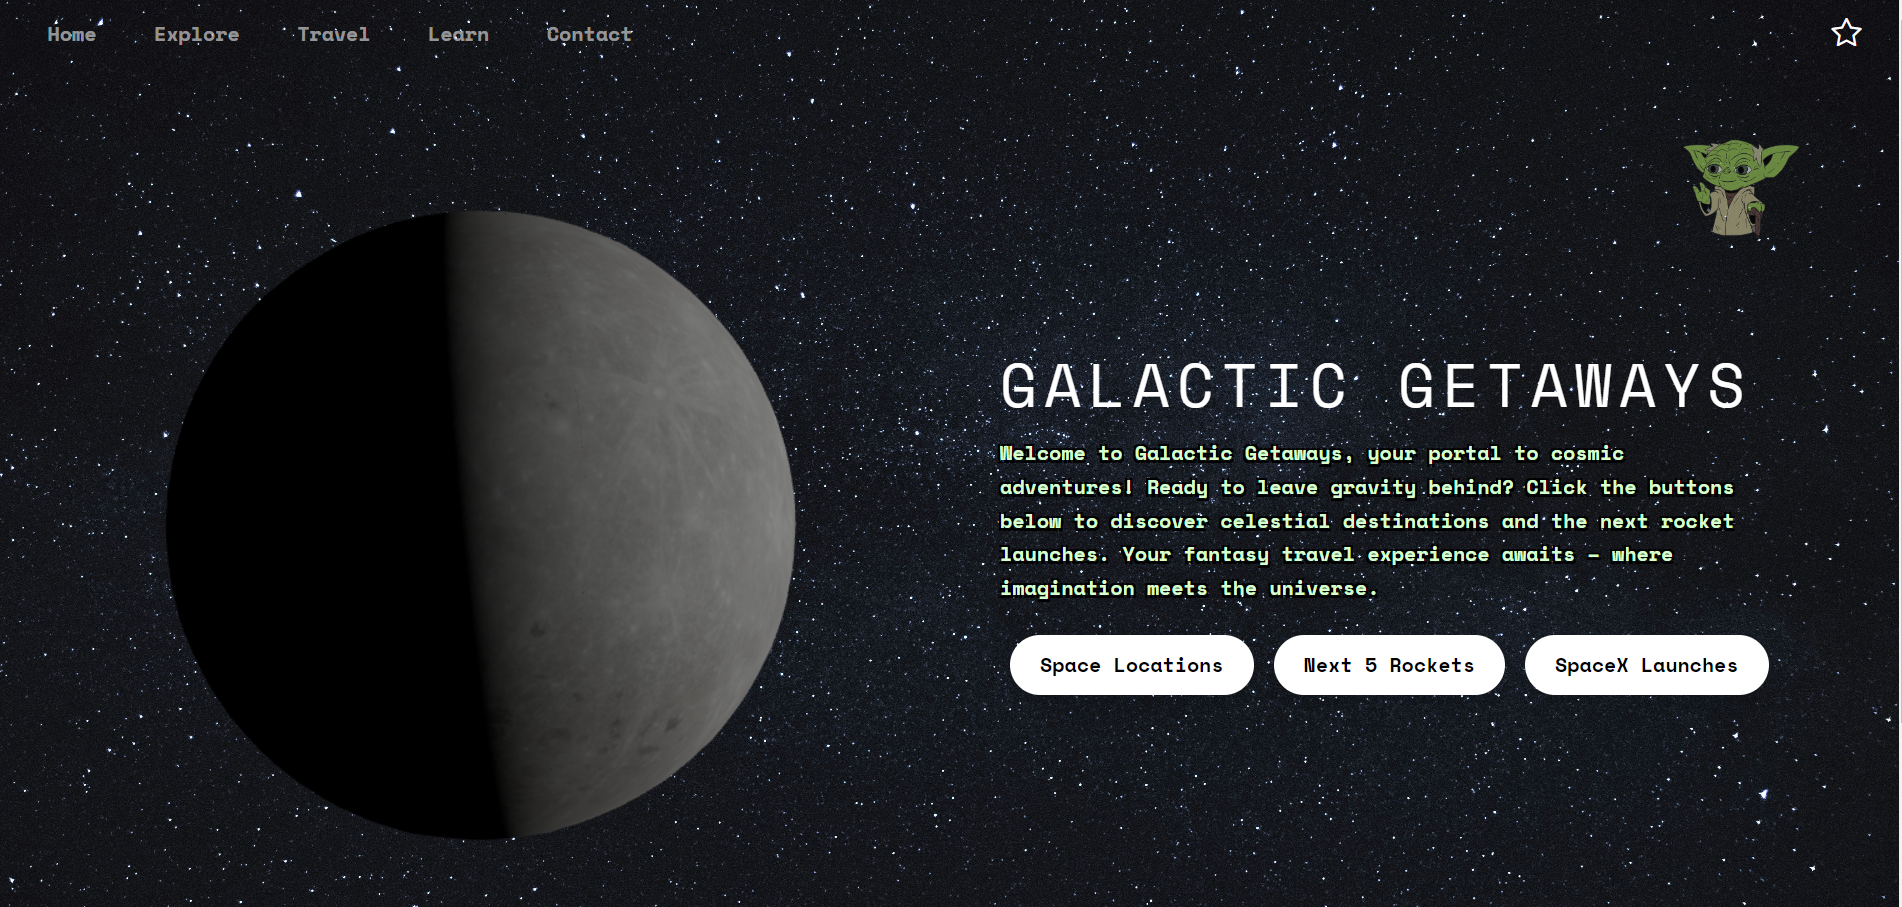 Home Explore Travel Learn Contact
GALACTIC GETAWAYS
Welcome to Galactic Getaways, your portal to cosmic
adventures! Ready to leave gravity behind? Click the buttons
below to discover celestial destinations and the next rocket
launches. Your fantasy travel experience awaits – where
imagination meets the universe.
Space Locations Next 5 Rockets SpaceX Launches